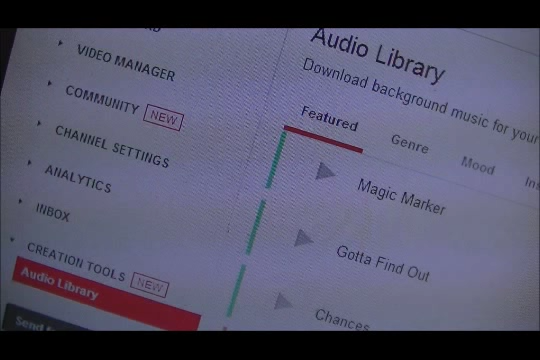 VIDEO MANAGER
COMMUNITY NEW
CHANNEL SETTINGS
ANALYTICS
INBOX
CREATION TOOLS NEW
Audio Library
Send
Audio Library
Download background music for your
Featured Genre Mood
Magic Marker
Gotta Find Out
Chances